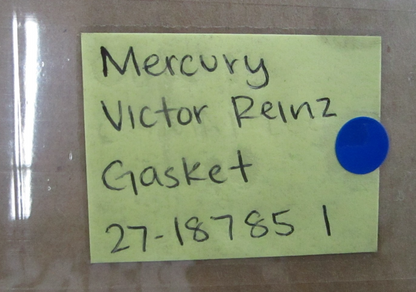 Mercury
Victor Reinz
Gasket
27-18785 1